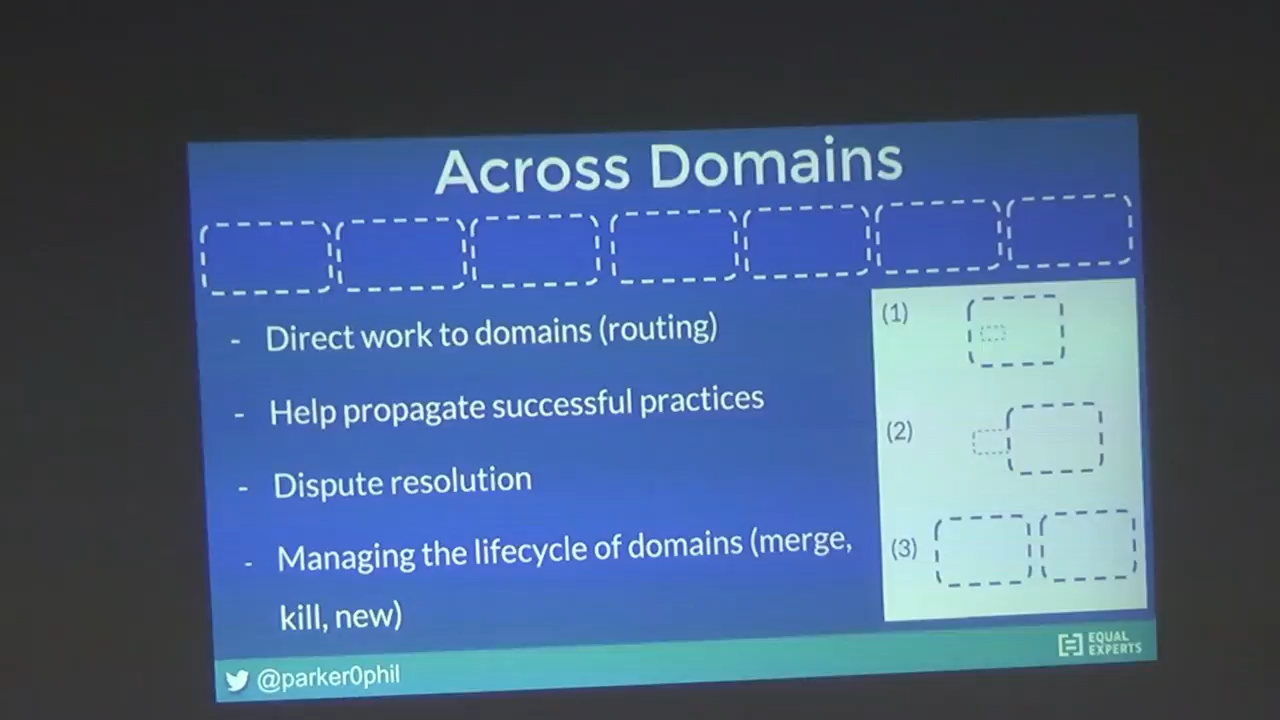 Across Domains
- Direct work to domains (routing)
- Help propagate successful practices
- Dispute resolution
- Managing the lifecycle of domains (merge,
kill, new)
(1)
(2)
(3)
@parker0phil
EQUAL
EXPERTS